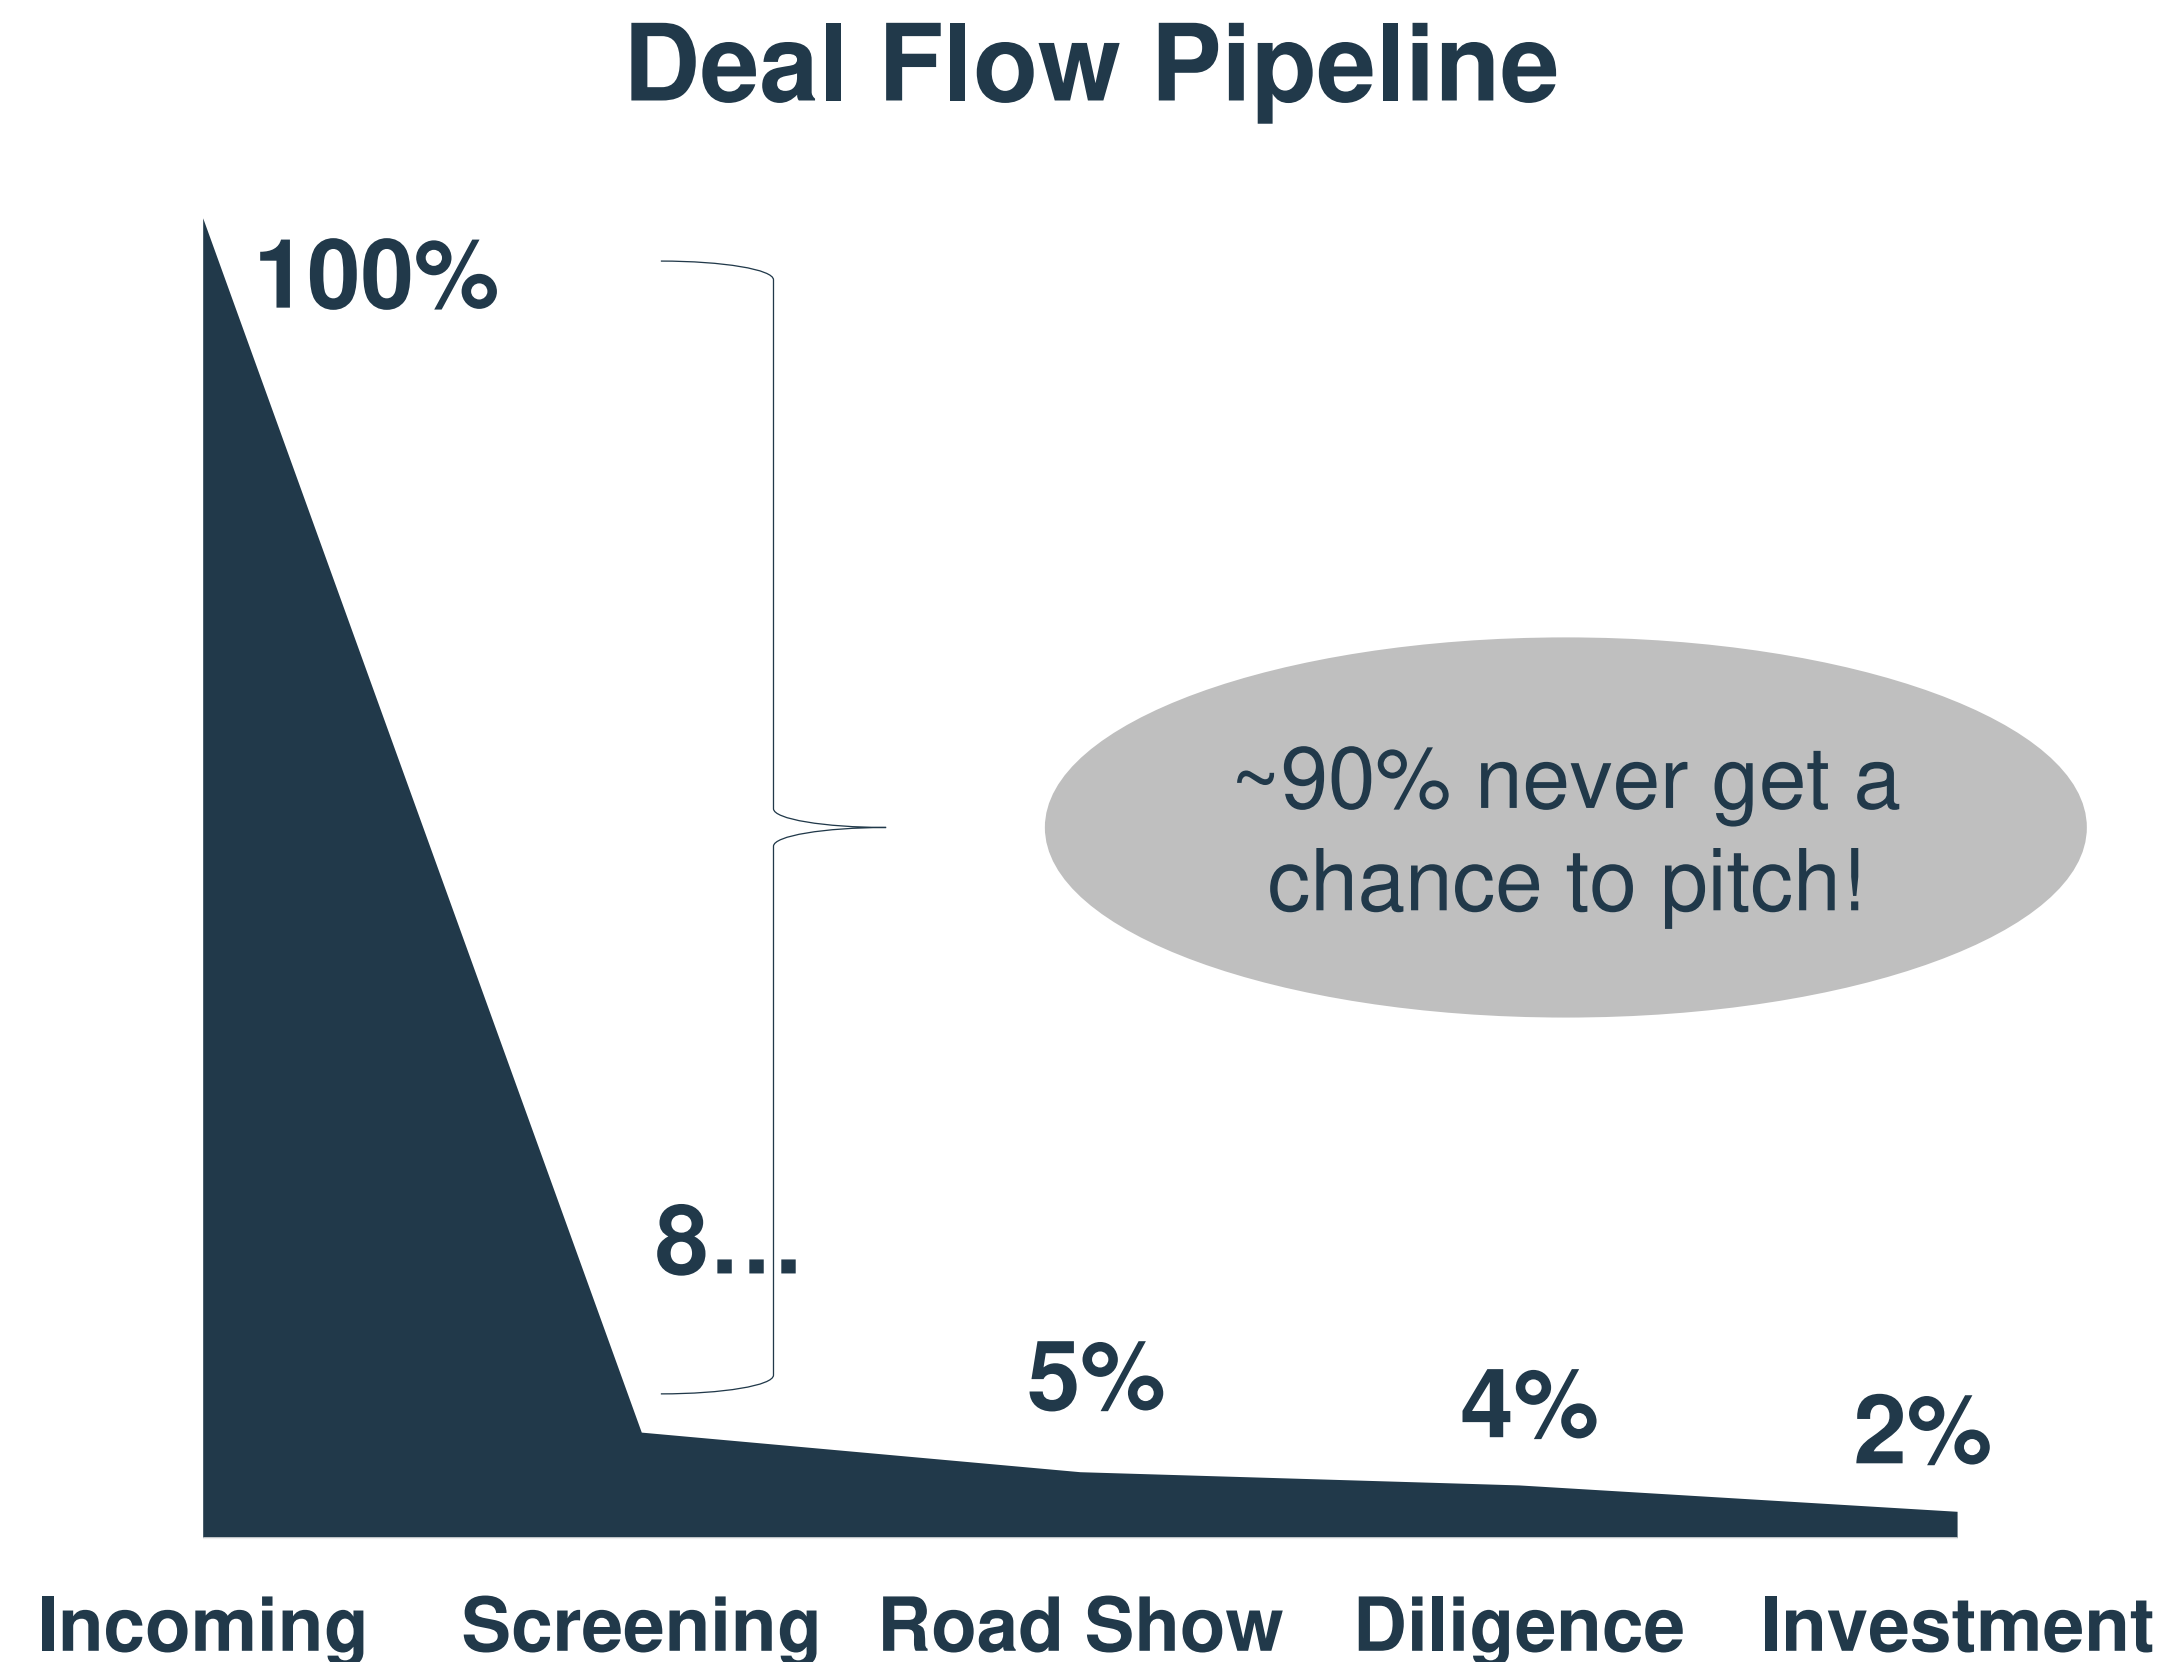 Deal Flow Pipeline
100%
~90% never get a
chance to pitch!
8...
5%
4%
2%
Incoming Screening Road Show Diligence Investment